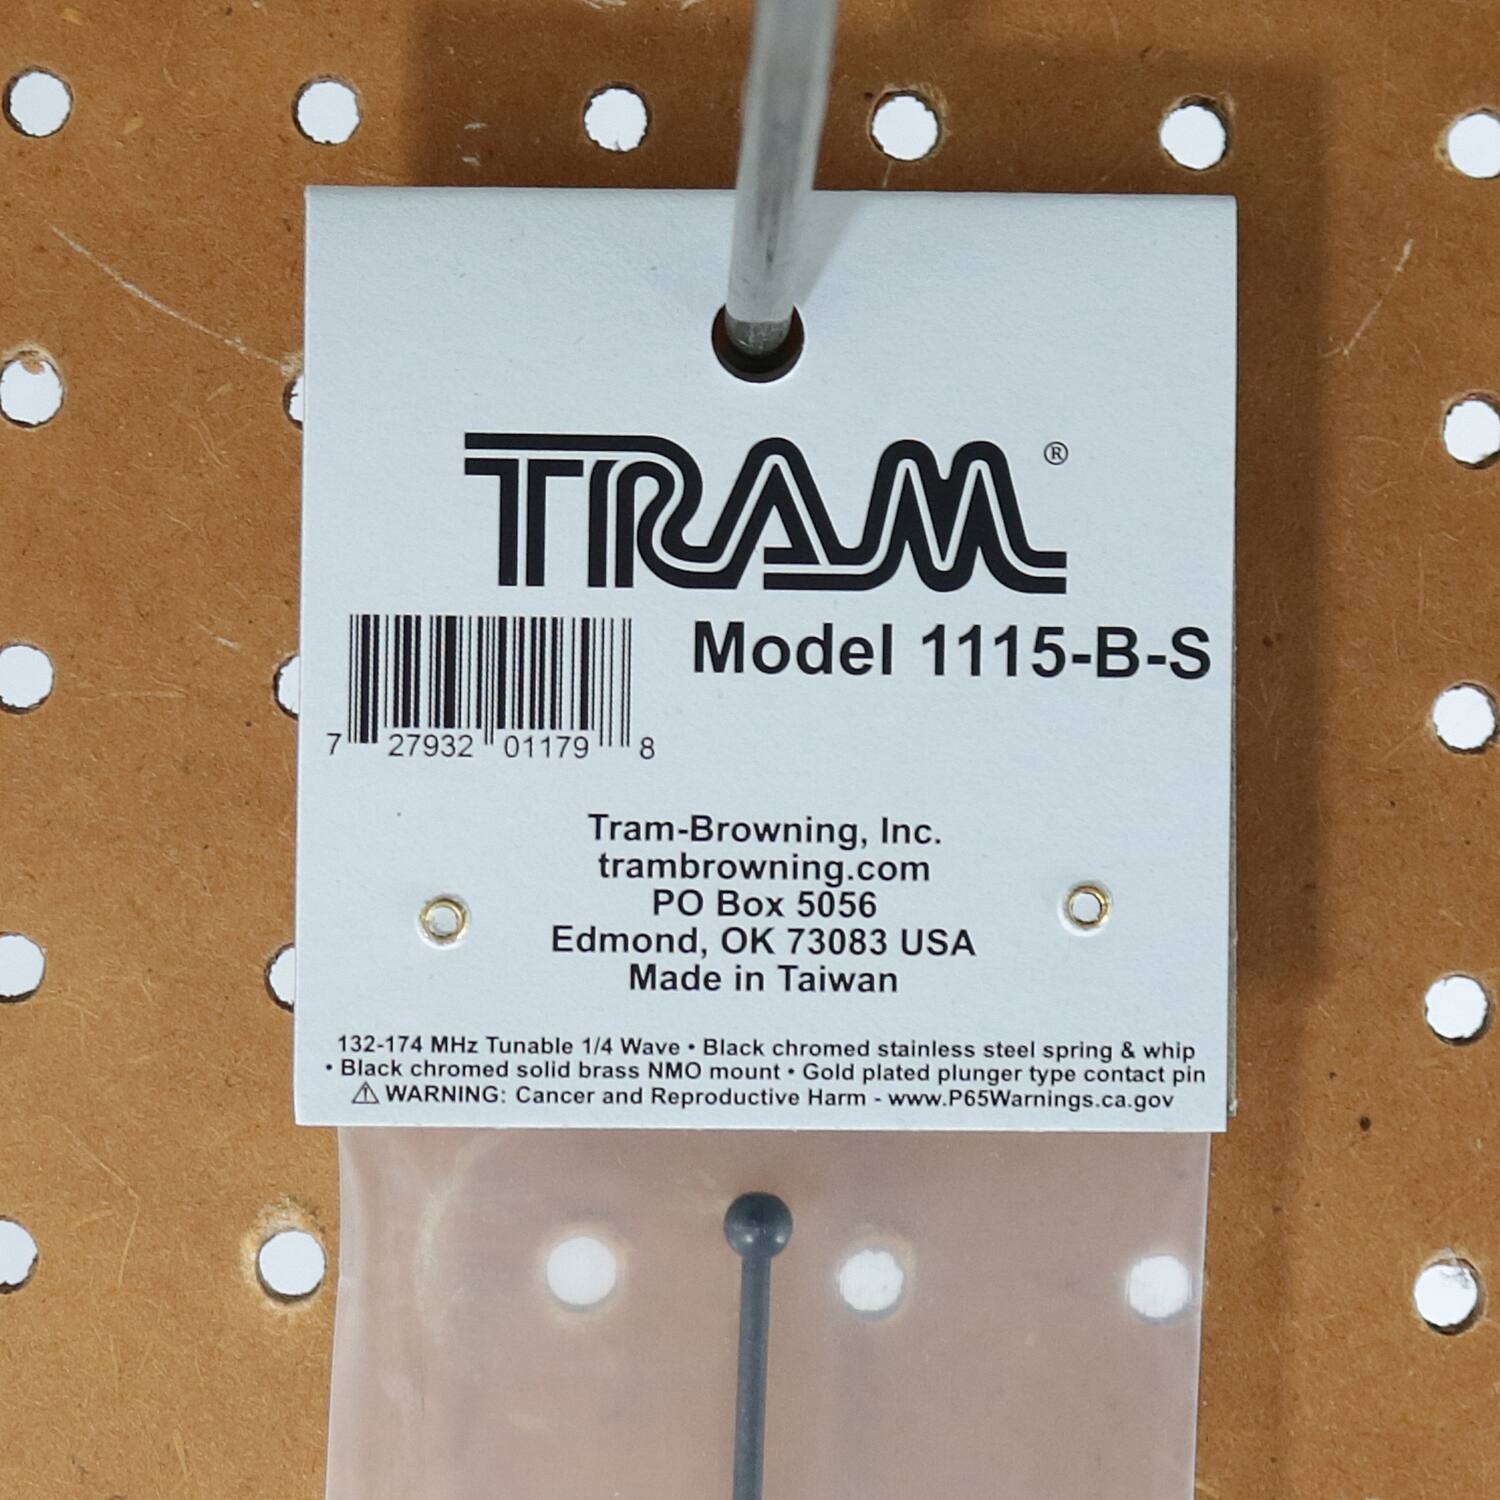 TRAM®
Model 1115-B-S
7 27932 01179 8
Tram-Browning, Inc.
trambrowning.com
PO Box 5056
Edmond, OK 73083 USA
Made in Taiwan
132-174 MHz Tunable 1/4 Wave • Black chromed stainless steel spring & whip
• Black chromed solid brass NMO mount • Gold plated plunger type contact pin
⚠ WARNING: Cancer and Reproductive Harm - www.P65Warnings.ca.gov